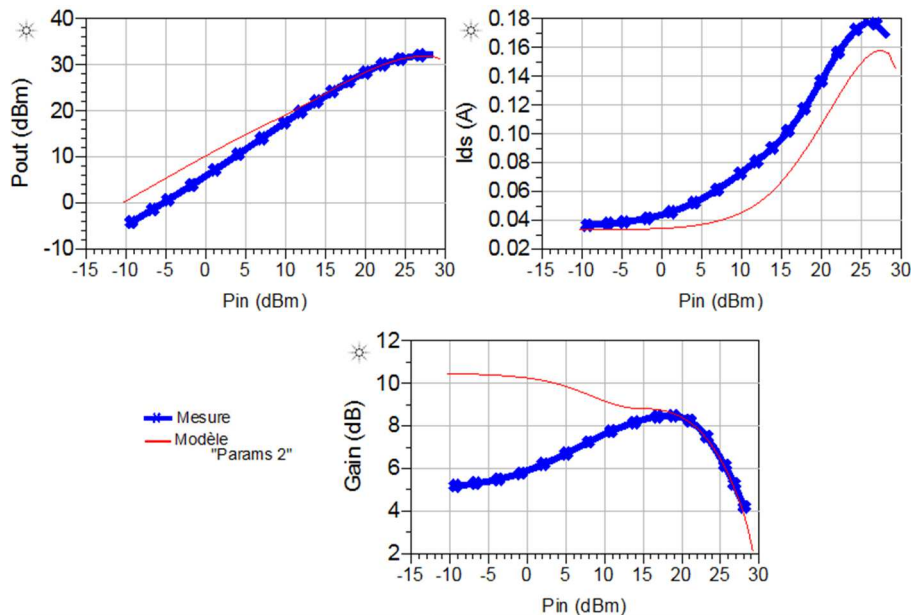 40
30
20
10
0
-10
Pout (dBm)
-15 -10 -5 0 5 10 15 20 25 30
Pin (dBm)
0.18
0.16
0.14
0.12
0.10
0.08
0.06
0.04
0.02
Ids (A)
-15 -10 -5 0 5 10 15 20 25 30
Pin (dBm)
Mesure
Modèle
"Params 2"
12
10
8
6
4
2
Gain (dB)
-15 -10 -5 0 5 10 15 20 25 30
Pin (dBm)